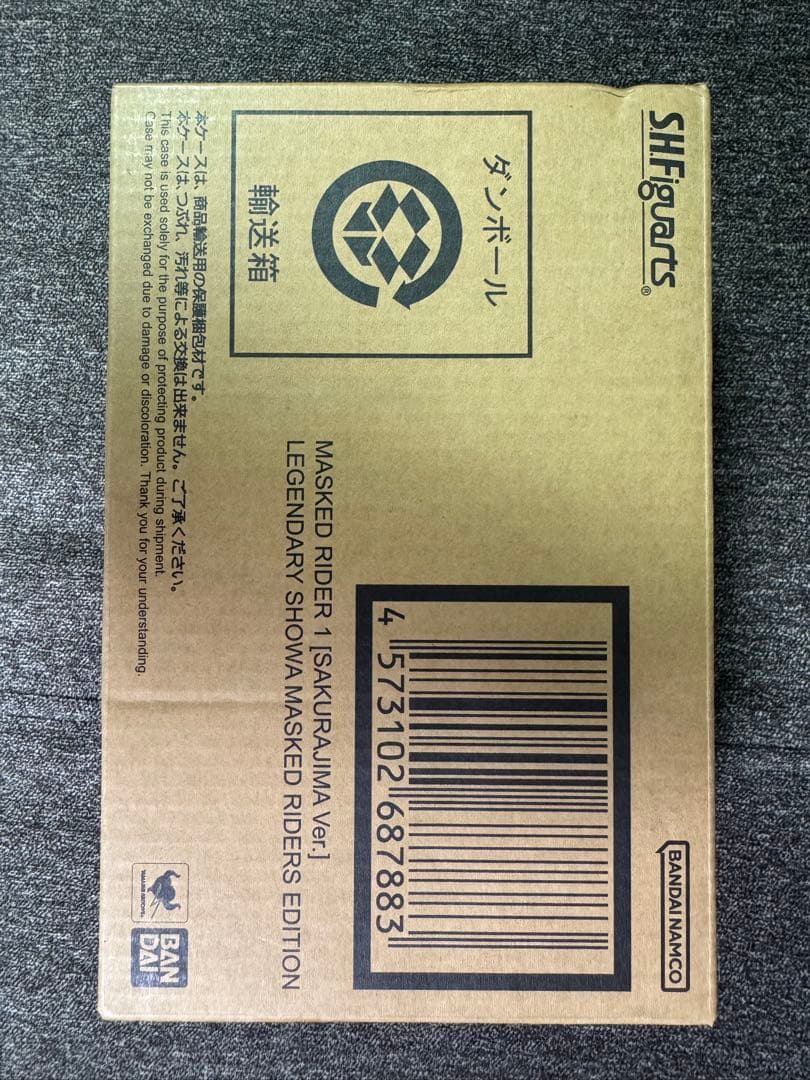 S.H.Figuarts®
ダンボール
輸送箱
MASKED RIDER 1 [SAKURAJIMA Ver.]
LEGENDARY SHOWA MASKED RIDERS EDITION
4 573102 687883
本ケースは、商品輸送用の保護梱包材です。
本ケースは、つぶれ、汚れ等による交換は出来ません。ご了承ください。
This case is used solely for the purpose of protecting product during shipment.
Case may not be exchanged due to damage or discoloration. Thank you for your understanding.
BANDAI NAMCO
TAMASHII NATIONS
BAN
DAI